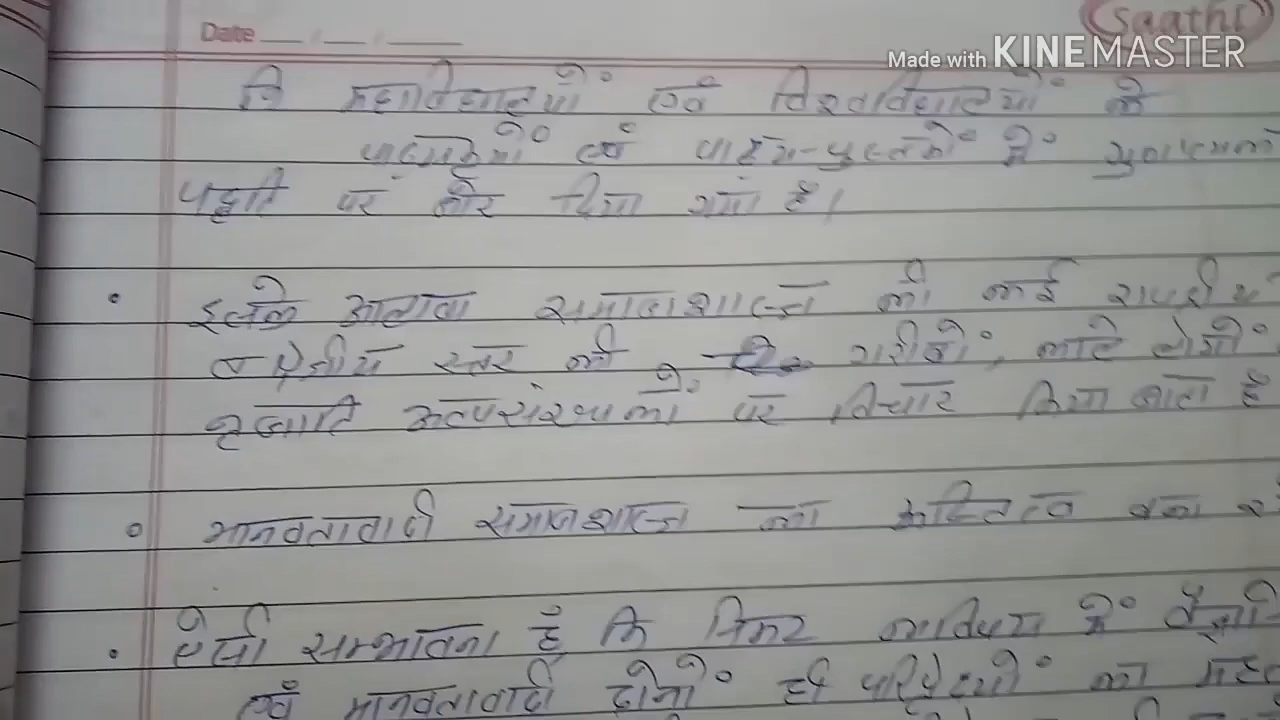 saathi
Date
Made with KINEMASTER
कि महाविद्यालयों एवं विश्वविद्यालयों के
पाठ्यक्रमों एवं पाठ्य-पुस्तकों में गुणात्मक
पद्धति पर जोर दिया गया है।
• इसके अलावा समाजशास्त्र की कई राष्ट्रीय
व क्षेत्रीय स्तर की गरीबों, काले लोगों
नृजाति अल्पसंख्यकों पर विचार किया जाता है
• मानवतावादी समाजशास्त्र का अस्तित्व बना
• ऐसी सम्भावना है कि निकट भविष्य में
एवं मानवतावादी दोनों ही परिप्रेक्ष्यों का